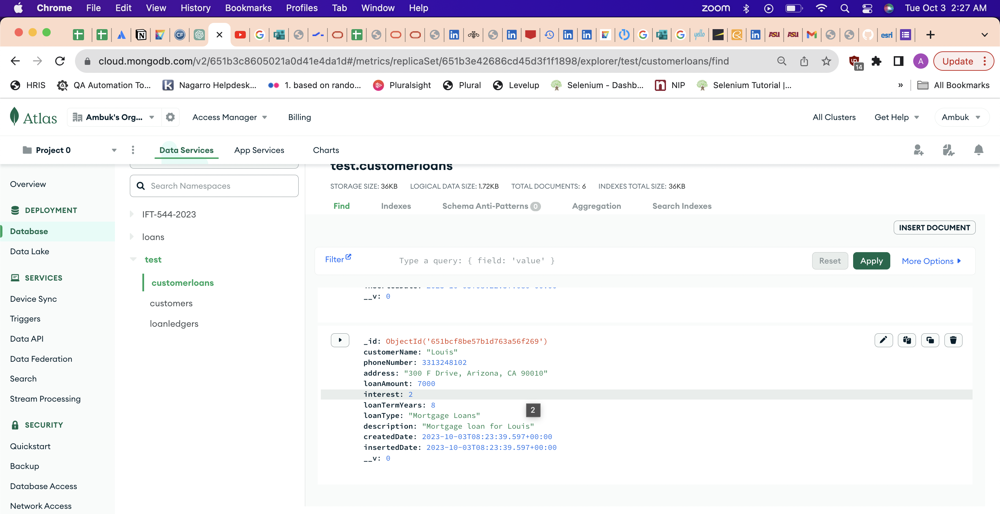 Chrome File Edit View History Bookmarks Profiles Tab Window Help zoom Tue Oct 3 2:27 AM
cloud.mongodb.com/v2/651b3c8605021a0d41e4da1d#/metrics/replicaSet/651b3e42686cd45d3f1f1898/explorer/test/customerloans/find 14 A Update
HRIS QA Automation To... Nagarro Helpdesk... 1. based on rando... Pluralsight Plural Levelup Selenium - Dashb... NIP Selenium Tutorial |... » All Bookmarks
Atlas Ambuk's Org... Access Manager Billing All Clusters Get Help Ambuk
Project 0 Data Services App Services Charts
test.customerloans
Overview
Search Namespaces
STORAGE SIZE: 36KB LOGICAL DATA SIZE: 1.72KB TOTAL DOCUMENTS: 6 INDEXES TOTAL SIZE: 36KB
Find Indexes Schema Anti-Patterns 0 Aggregation Search Indexes
DEPLOYMENT
Database
Data Lake
SERVICES
Device Sync
Triggers
Data API
Data Federation
Search
Stream Processing
SECURITY
Quickstart
Backup
Database Access
Network Access
IFT-544-2023
loans
test
customerloans
customers
loanledgers
INSERT DOCUMENT
Filter Type a query: { field: 'value' } Reset Apply More Options
__v: 0
_id: ObjectId('651bcf8be57b1d763a56f269')
customerName: "Louis"
phoneNumber: 3313248102
address: "300 F Drive, Arizona, CA 90010"
loanAmount: 7000
interest: 2
loanTermYears: 8
2
loanType: "Mortgage Loans"
description: "Mortgage loan for Louis"
createdDate: 2023-10-03T08:23:39.597+00:00
insertedDate: 2023-10-03T08:23:39.597+00:00
__v: 0